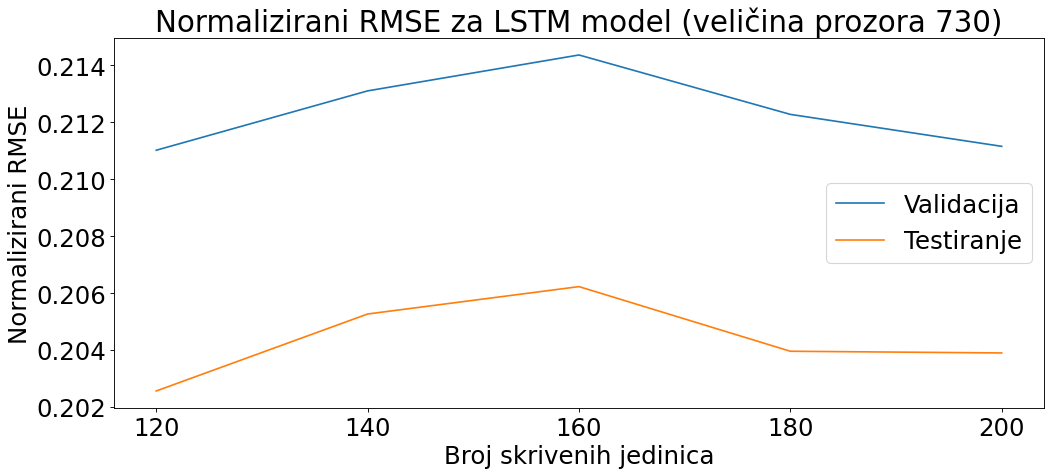 Normalizirani RMSE za LSTM model (veličina prozora 730)
Normalizirani RMSE
0.214
0.212
0.210
0.208
0.206
0.204
0.202
Validacija
Testiranje
120 140 160 180 200
Broj skrivenih jedinica